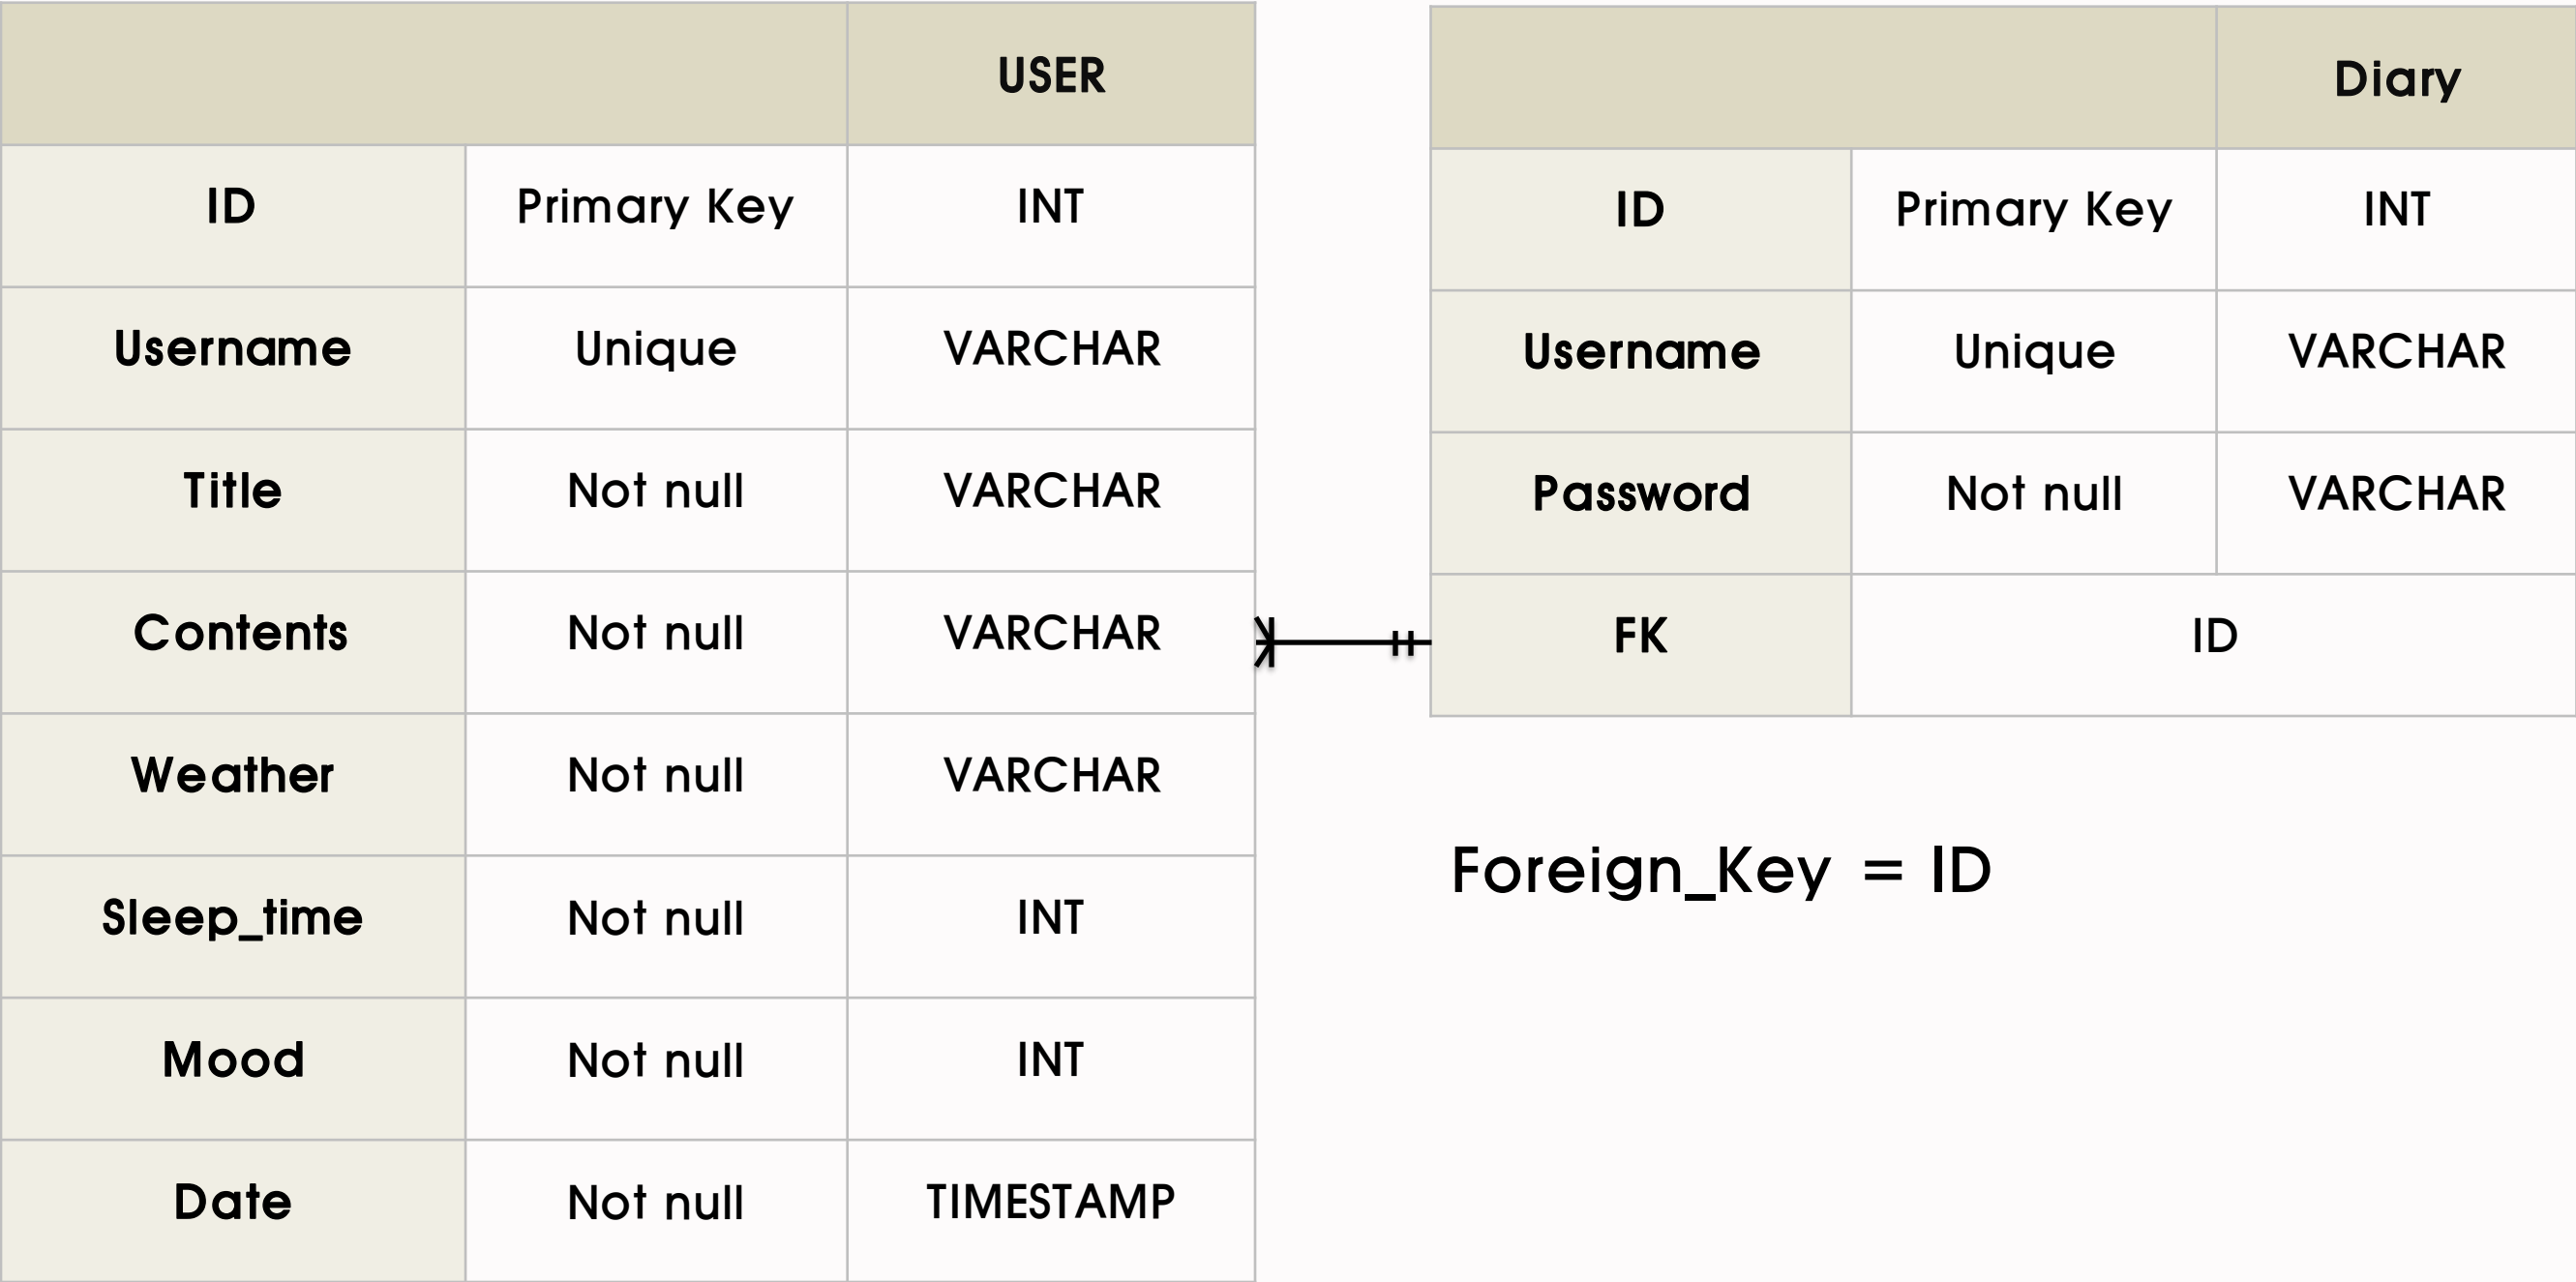 USER
ID Primary Key INT
Username Unique VARCHAR
Title Not null VARCHAR
Contents Not null VARCHAR
Weather Not null VARCHAR
Sleep_time Not null INT
Mood Not null INT
Date Not null TIMESTAMP
Diary
ID Primary Key INT
Username Unique VARCHAR
Password Not null VARCHAR
FK ID
Foreign_Key = ID